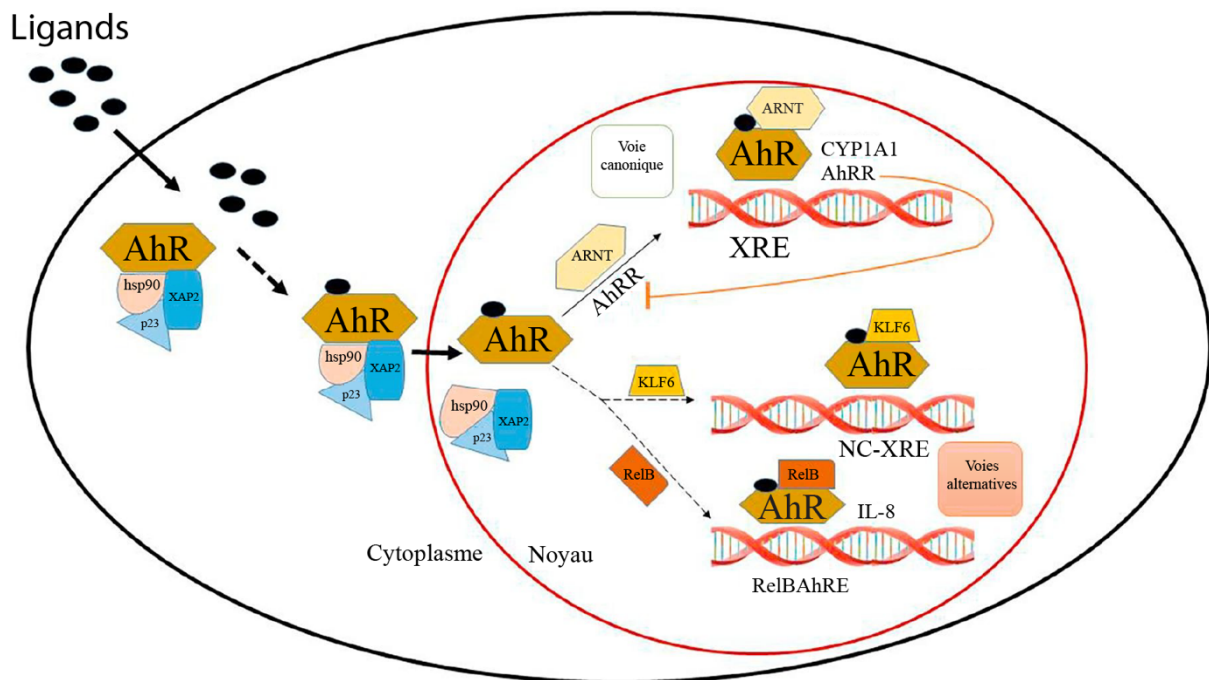 Ligands
AhR
hsp90
XAP2
p23
AhR
hsp90
XAP2
p23
AhR
hsp90
XAP2
p23
Cytoplasme
Noyau
Voie
canonique
ARNT
AhRR
ARNT
AhR
CYP1A1
AhRR
XRE
KLF6
KLF6
AhR
NC-XRE
Voies
alternatives
RelB
RelB
AhR
IL-8
RelBAhRE